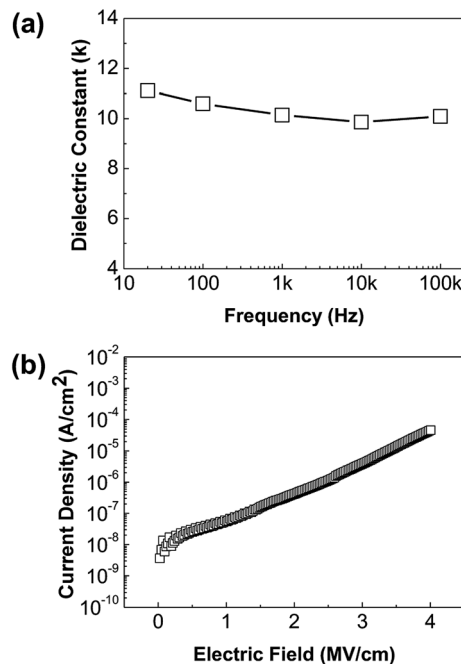 (a)
Dielectric Constant (k)
14
12
10
8
6
4
10
100
1k
10k
100k
Frequency (Hz)
(b)
Current Density (A/cm²)
10⁻²
10⁻³
10⁻⁴
10⁻⁵
10⁻⁶
10⁻⁷
10⁻⁸
10⁻⁹
10⁻¹⁰
0
1
2
3
4
Electric Field (MV/cm)